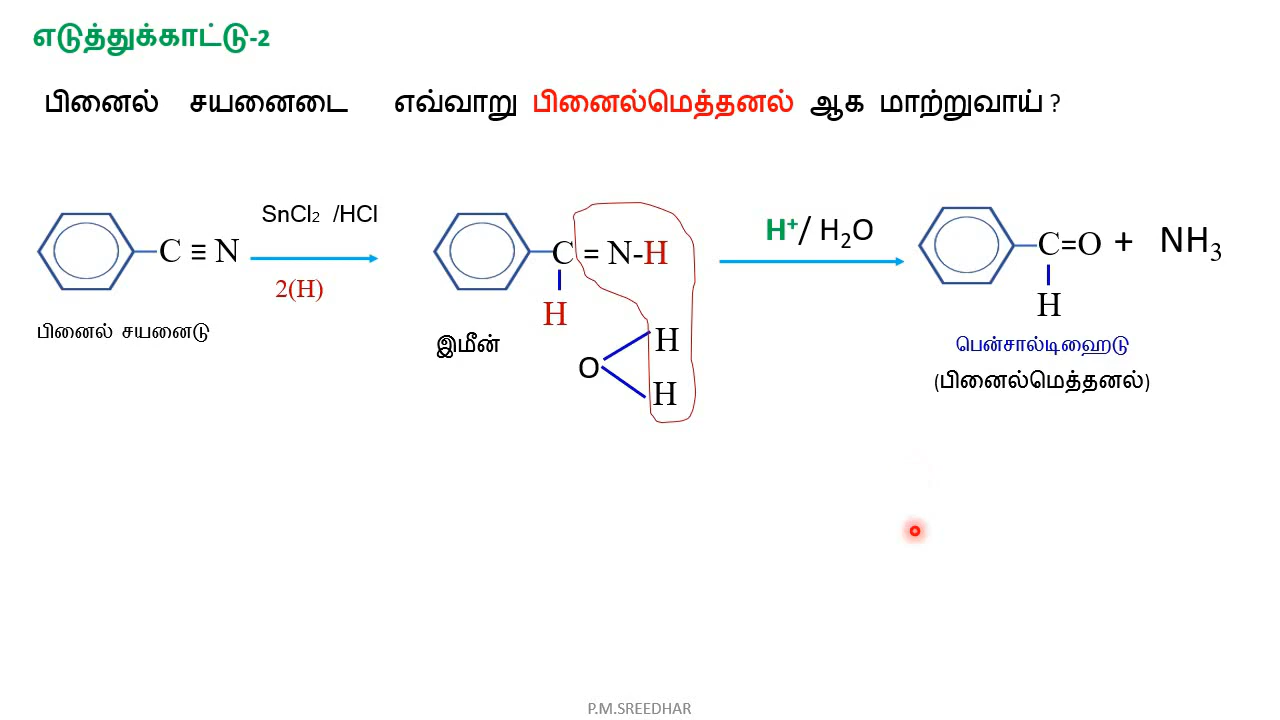 எடுத்துக்காட்டு-2
பினைல் சயனைடை எவ்வாறு பினைல்மெத்தனல் ஆக மாற்றுவாய் ?
SnCl2 /HCl
C ≡ N
2(H)
பினைல் சயனைடு
C = N-H
H
இமீன்
O
H
H
H+/ H2O
C=O + NH3
H
பென்சால்டிஹைடு
(பினைல்மெத்தனல்)
P.M.SREEDHAR